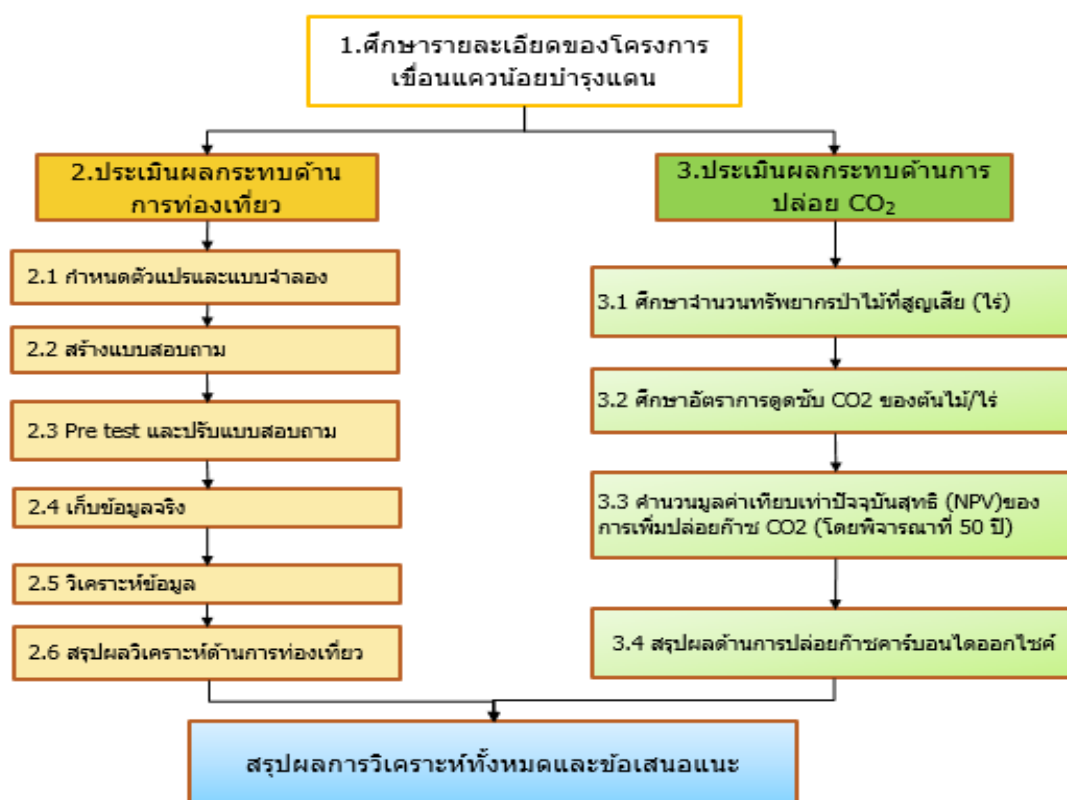 1.ศึกษารายละเอียดของโครงการ
เขื่อนแควน้อยบำรุงแดน
2.ประเมินผลกระทบด้าน
การท่องเที่ยว
2.1 กำหนดตัวแปรและแบบจำลอง
2.2 สร้างแบบสอบถาม
2.3 Pre test และปรับแบบสอบถาม
2.4 เก็บข้อมูลจริง
2.5 วิเคราะห์ข้อมูล
2.6 สรุปผลวิเคราะห์ด้านการท่องเที่ยว
3.ประเมินผลกระทบด้านการ
ปล่อย CO₂
3.1 ศึกษาจำนวนทรัพยากรป่าไม้ที่สูญเสีย (ไร่)
3.2 ศึกษาอัตราการดูดซับ CO2 ของต้นไม้/ไร่
3.3 คำนวนมูลค่าเทียบเท่าปัจจุบันสุทธิ (NPV)ของ
การเพิ่มปล่อยก๊าซ CO2 (โดยพิจารณาที่ 50 ปี)
3.4 สรุปผลด้านการปล่อยก๊าซคาร์บอนไดออกไซค์
สรุปผลการวิเคราะห์ทั้งหมดและข้อเสนอแนะ